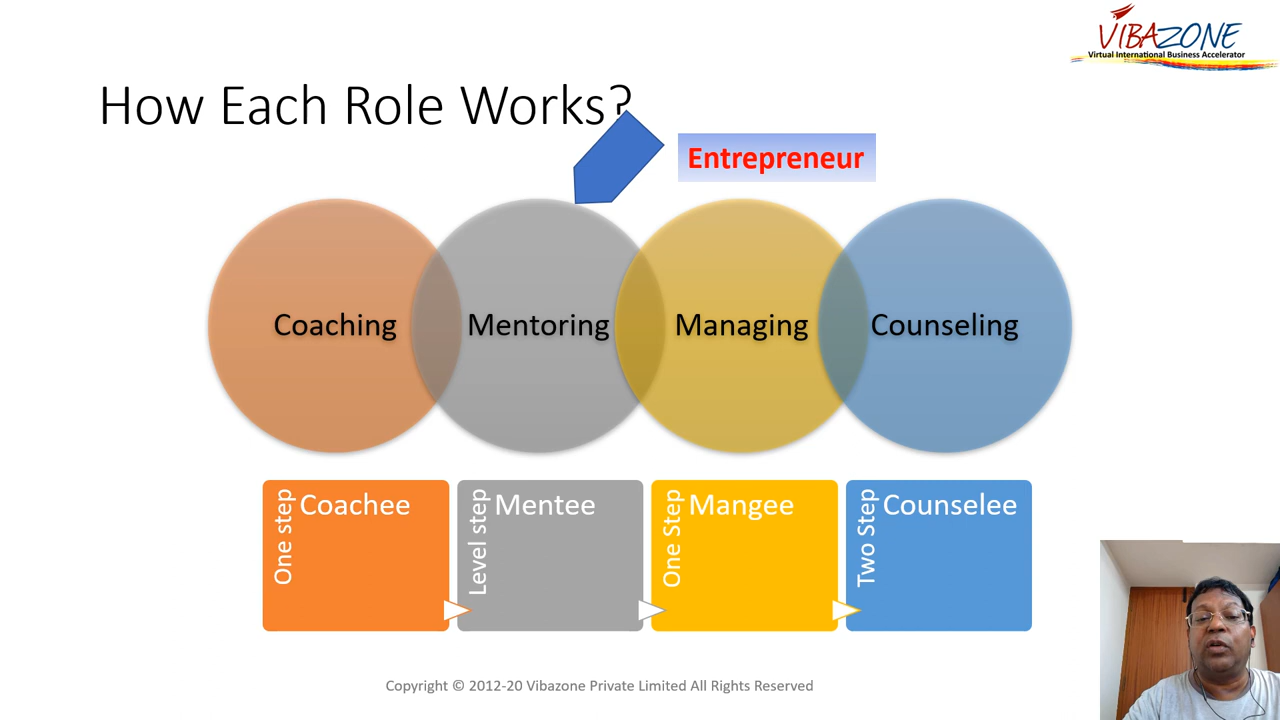 VIBAZONE
Virtual International Business Accelerator
How Each Role Works?
Entrepreneur
Coaching
Mentoring
Managing
Counseling
One step
Coachee
Level step
Mentee
One Step
Mangee
Two Step
Counselee
Copyright © 2012-20 Vibazone Private Limited All Rights Reserved